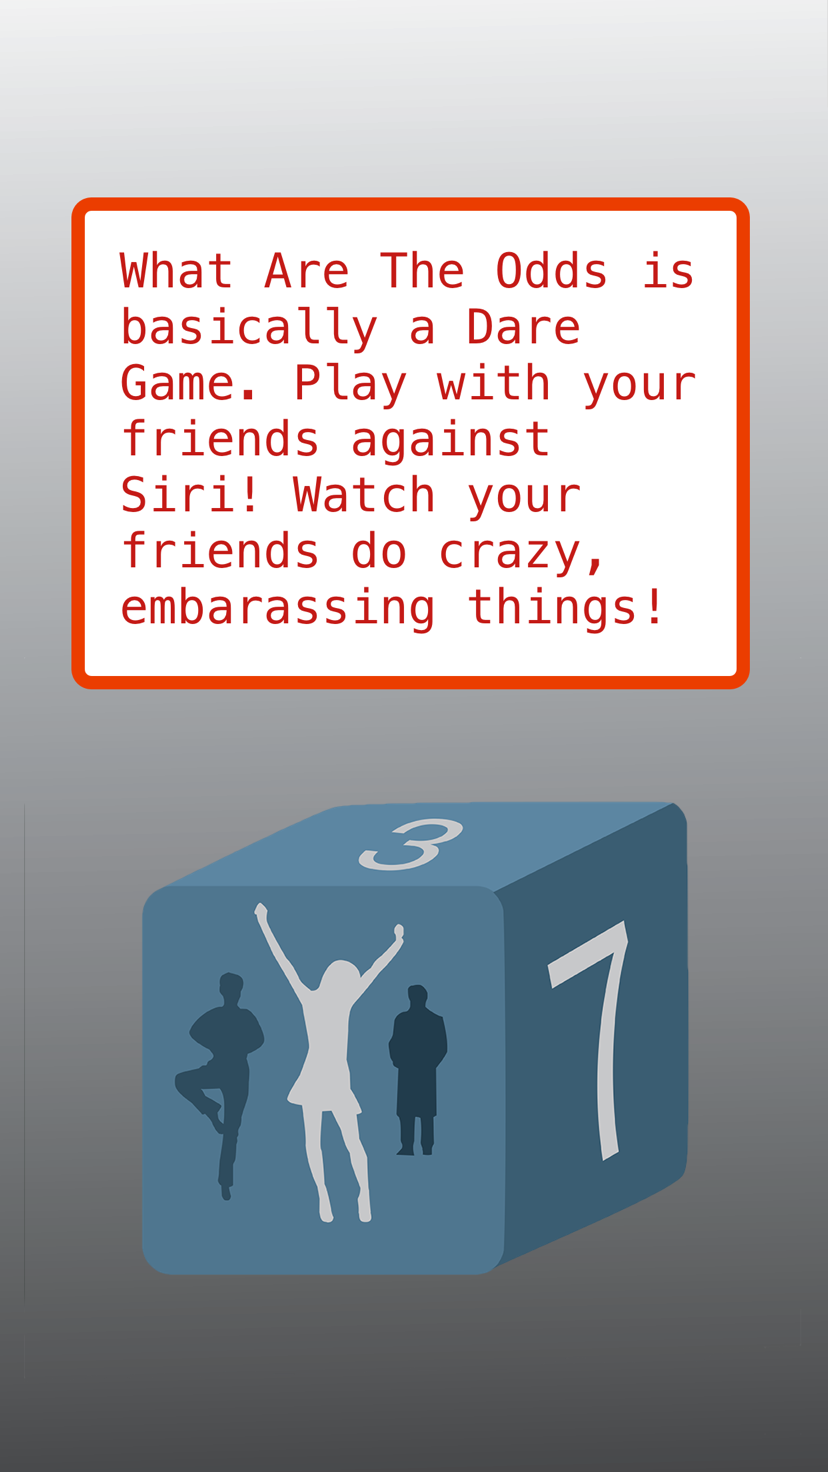 What Are The Odds is
basically a Dare
Game. Play with your
friends against
Siri! Watch your
friends do crazy,
embarassing things!
3
7